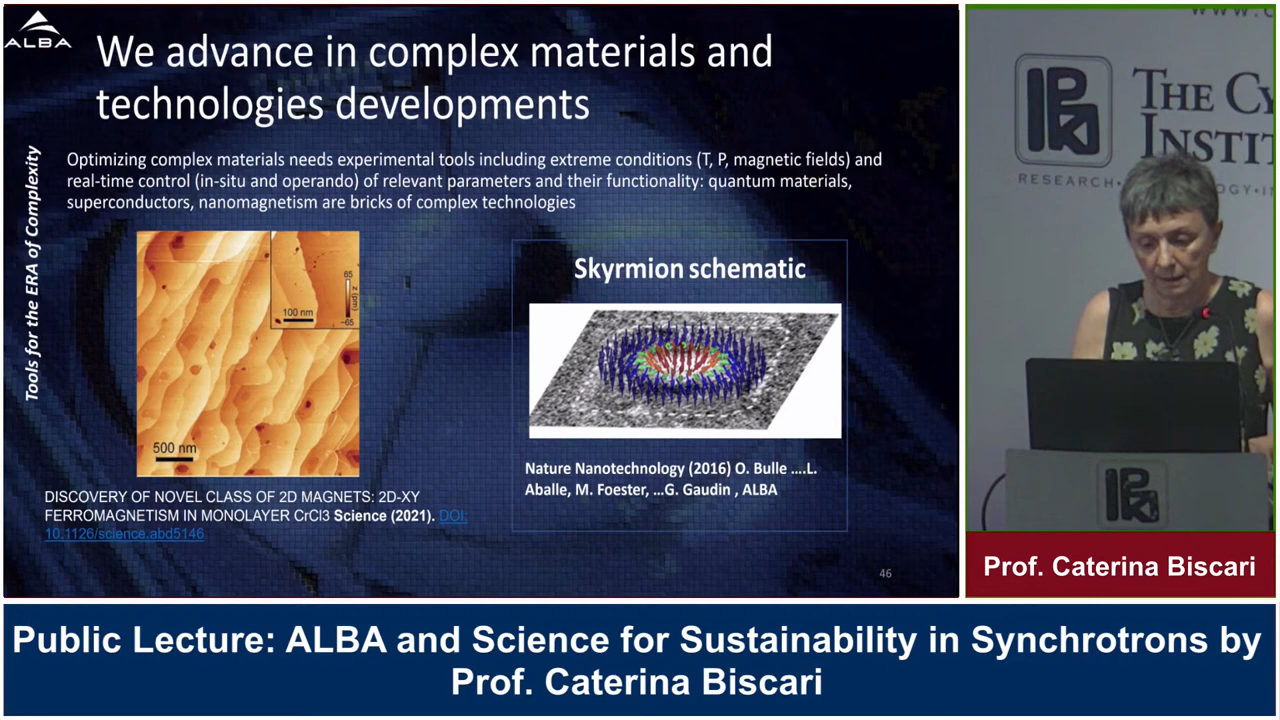 ALBA
We advance in complex materials and
technologies developments
Tools for the ERA of Complexity
Optimizing complex materials needs experimental tools including extreme conditions (T, P, magnetic fields) and
real-time control (in-situ and operando) of relevant parameters and their functionality: quantum materials,
superconductors, nanomagnetism are bricks of complex technologies
65
z (pm)
-65
100 nm
500 nm
DISCOVERY OF NOVEL CLASS OF 2D MAGNETS: 2D-XY
FERROMAGNETISM IN MONOLAYER CrCl3 Science (2021). DOI:
10.1126/science.abd5146
Skyrmion schematic
Nature Nanotechnology (2016) O. Bulle ....L.
Aballe, M. Foester, ...G. Gaudin , ALBA
46
THE CY
INSTIT
RESEARCH
Prof. Caterina Biscari
Public Lecture: ALBA and Science for Sustainability in Synchrotrons by
Prof. Caterina Biscari